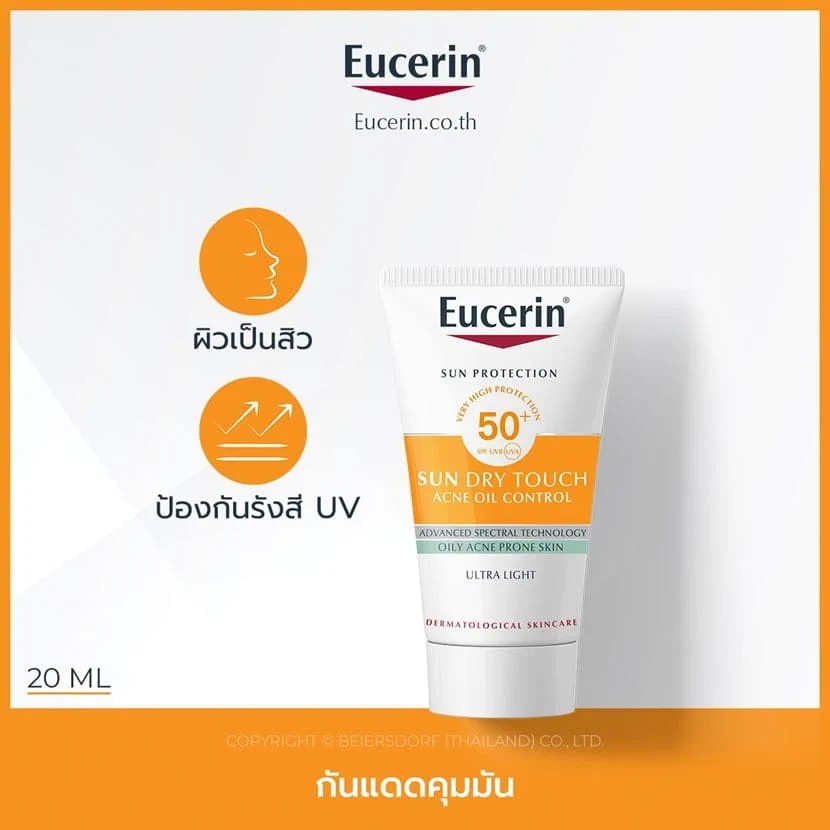 Eucerin®
Eucerin.co.th
ผิวเป็นสิว
ป้องกันรังสี UV
Eucerin®
SUN PROTECTION
VERY HIGH PROTECTION
50+
SPF UVB UVA
SUN DRY TOUCH
ACNE OIL CONTROL
ADVANCED SPECTRAL TECHNOLOGY
OILY ACNE PRONE SKIN
ULTRA LIGHT
DERMATOLOGICAL SKINCARE
20 ML
COPYRIGHT © BEIERSDORF (THAILAND) CO., LTD.
กันแดดคุมมัน